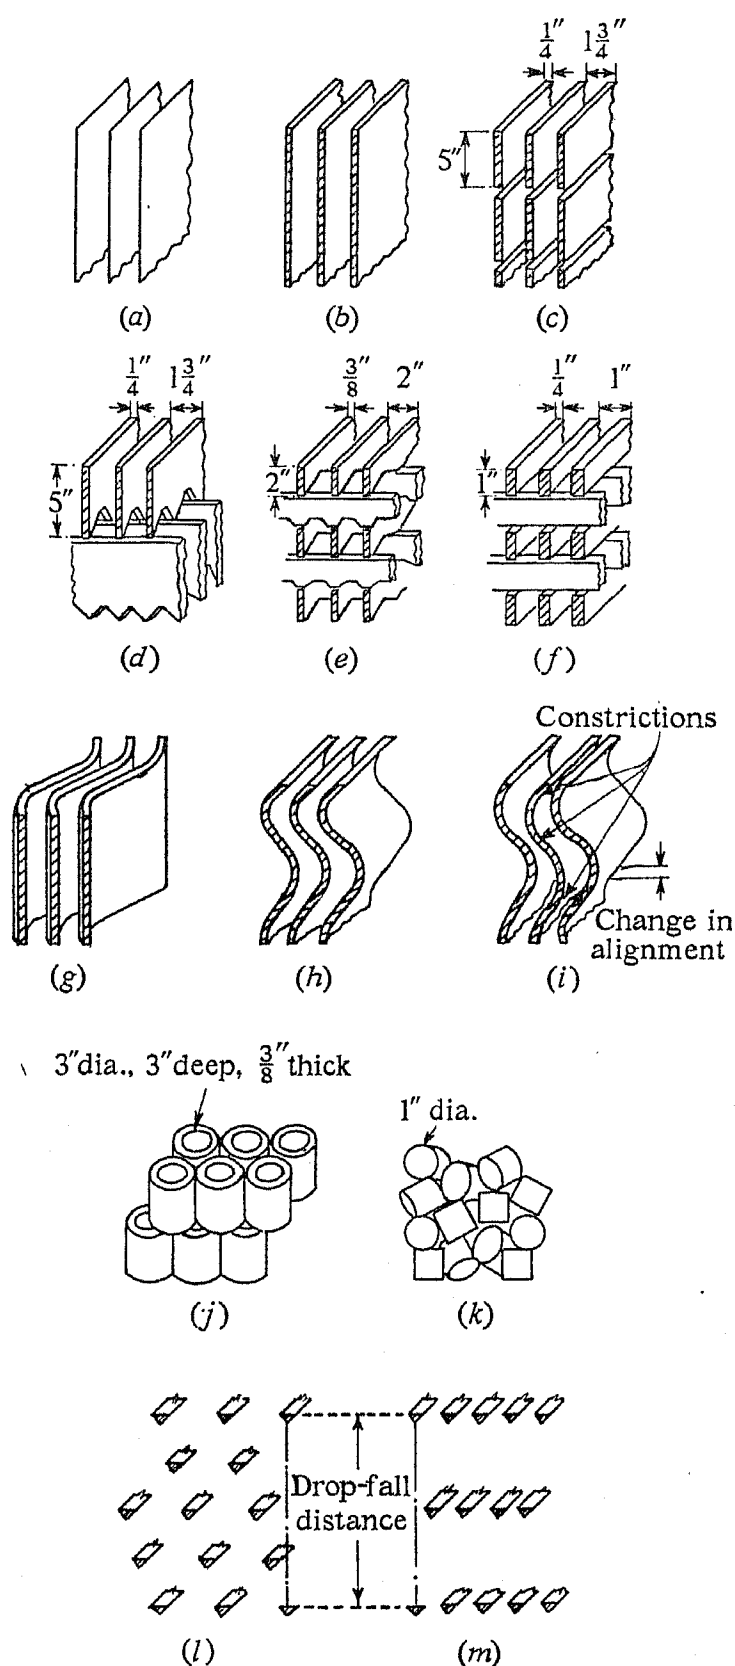 1/4″ 1 3/4″
5″
(a) (b) (c)
1/4″ 1 3/4″ 3/8″ 2″ 1/4″ 1″
5″ 2″ 1″
(d) (e) (f)
Constrictions
Change in
alignment
(g) (h) (i)
3″dia., 3″deep, 3/8″thick
1″ dia.
(j) (k)
Drop-fall
distance
(l) (m)